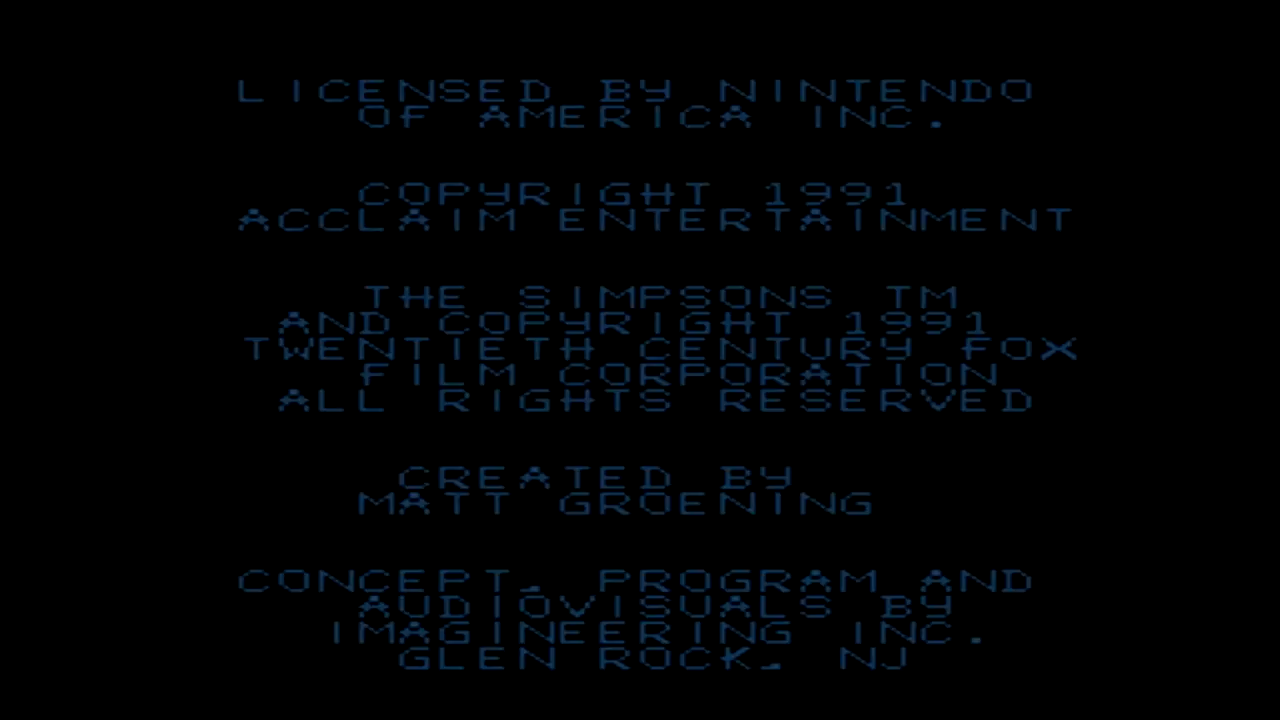 LICENSED BY NINTENDO
OF AMERICA INC.
COPYRIGHT 1991
ACCLAIM ENTERTAINMENT
THE SIMPSONS TM
AND COPYRIGHT 1991
TWENTIETH CENTURY FOX
FILM CORPORATION
ALL RIGHTS RESERVED
CREATED BY
MATT GROENING
CONCEPT, PROGRAM AND
AUDIOVISUALS BY
IMAGINEERING INC.
GLEN ROCK, NJ